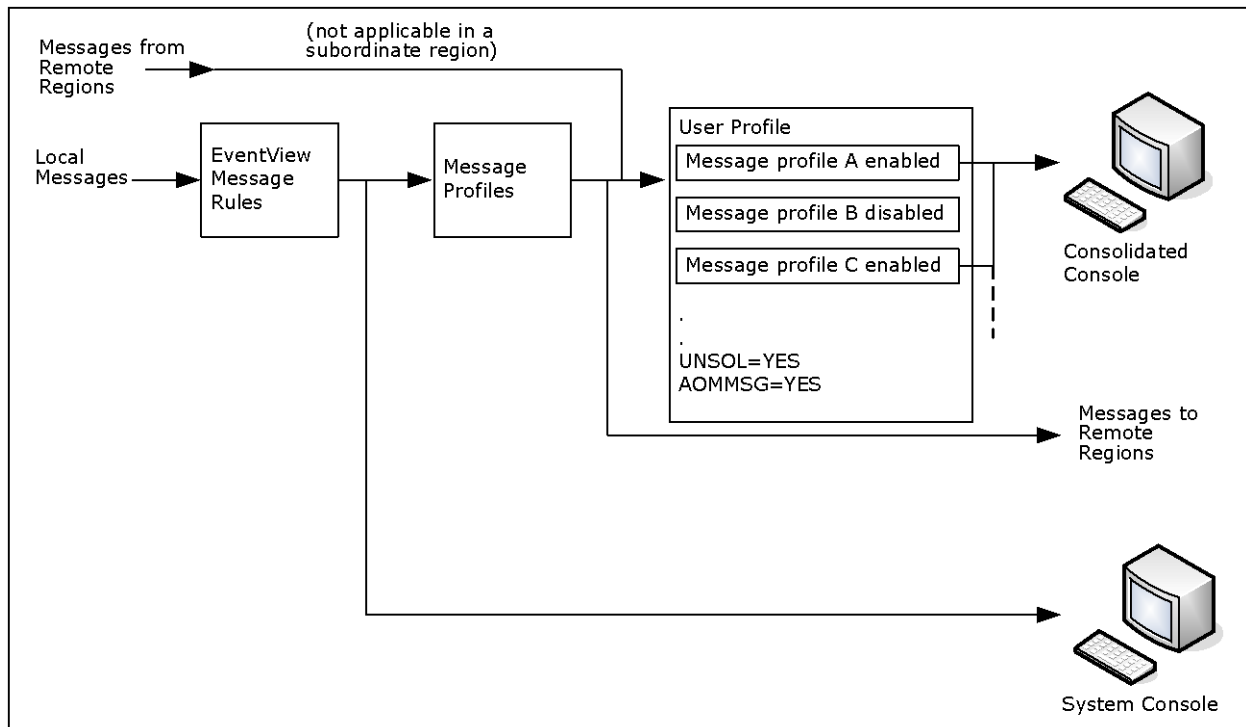 (not applicable in a
subordinate region)
Messages from
Remote
Regions
Local
Messages
EventView
Message
Rules
Message
Profiles
User Profile
Message profile A enabled
Message profile B disabled
Message profile C enabled
.
.
UNSOL=YES
AOMMSG=YES
Consolidated
Console
Messages to
Remote
Regions
System Console